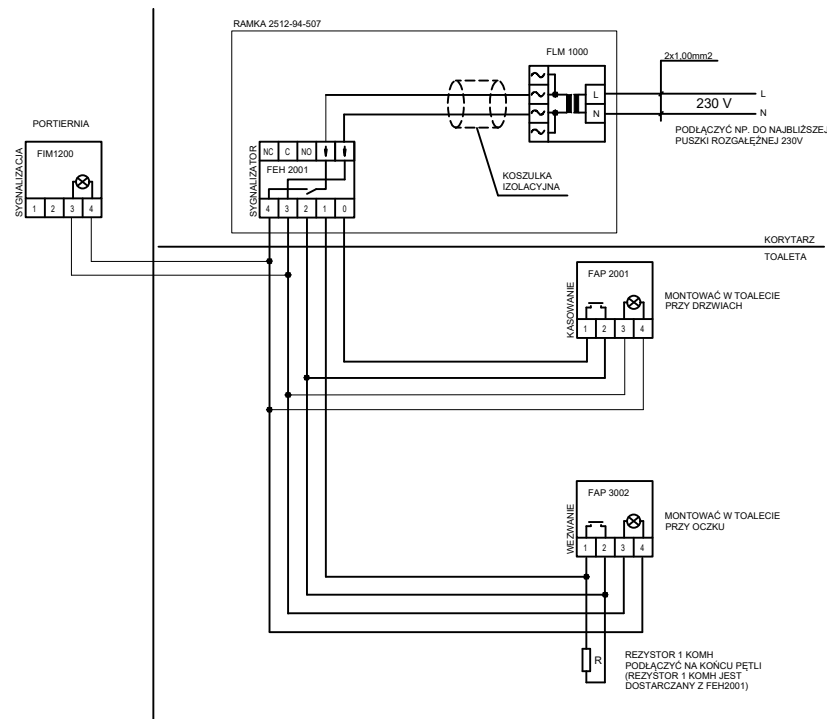 RAMKA 2512-94-507
FLM 1000
2x1,00mm2
L
N
230 V
L
N
PODŁĄCZYĆ NP. DO NAJBLIŻSZEJ
PUSZKI ROZGAŁĘŹNEJ 230V
PORTIERNIA
SYGNALIZACJA
FIM1200
1 2 3 4
SYGNALIZATOR
NC C NO
FEH 2001
4 3 2 1 0
KOSZULKA
IZOLACYJNA
KORYTARZ
TOALETA
KASOWANIE
FAP 2001
1 2 3 4
MONTOWAĆ W TOALECIE
PRZY DRZWIACH
WEZWANIE
FAP 3002
1 2 3 4
MONTOWAĆ W TOALECIE
PRZY OCZKU
R
REZYSTOR 1 KOMH
PODŁĄCZYĆ NA KOŃCU PĘTLI
(REZYSTOR 1 KOMH JEST
DOSTARCZANY Z FEH2001)